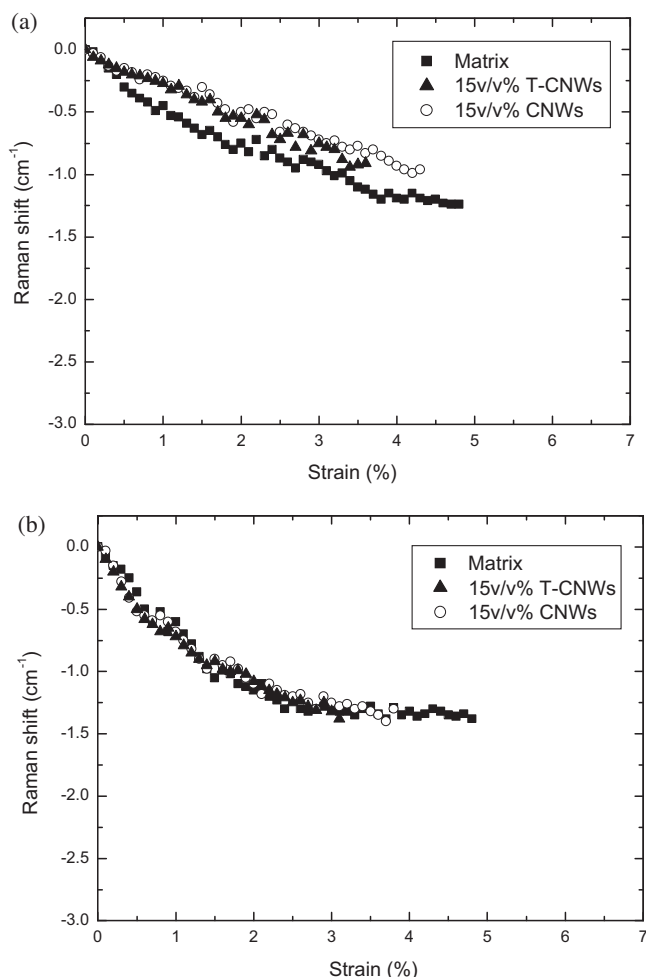 (a)
0.0
-0.5
-1.0
-1.5
-2.0
-2.5
-3.0
Raman shift (cm⁻¹)
Matrix
15v/v% T-CNWs
15v/v% CNWs
0 1 2 3 4 5 6 7
Strain (%)
(b)
0.0
-0.5
-1.0
-1.5
-2.0
-2.5
-3.0
Raman shift (cm⁻¹)
Matrix
15v/v% T-CNWs
15v/v% CNWs
0 1 2 3 4 5 6 7
Strain (%)